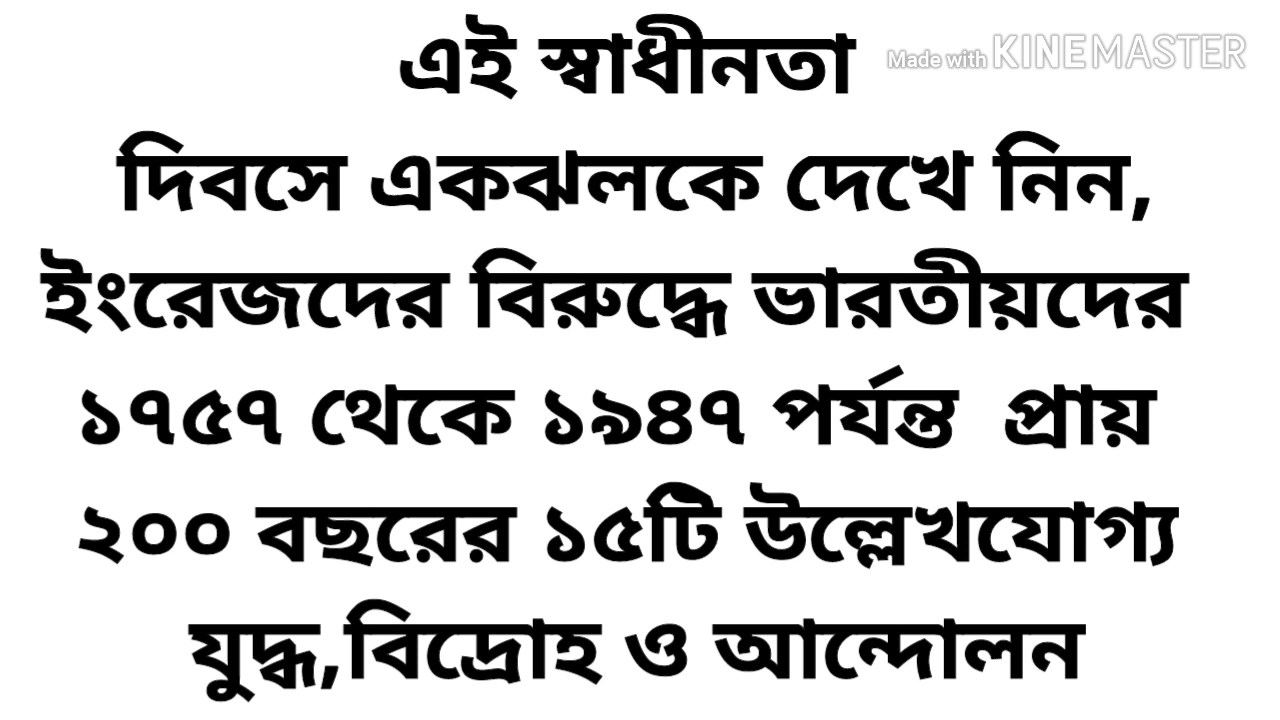 এই স্বাধীনতা
Made with KINEMASTER
দিবসে একঝলকে দেখে নিন,
ইংরেজদের বিরুদ্ধে ভারতীয়দের
১৭৫৭ থেকে ১৯৪৭ পর্যন্ত প্রায়
২০০ বছরের ১৫টি উল্লেখযোগ্য
যুদ্ধ,বিদ্রোহ ও আন্দোলন